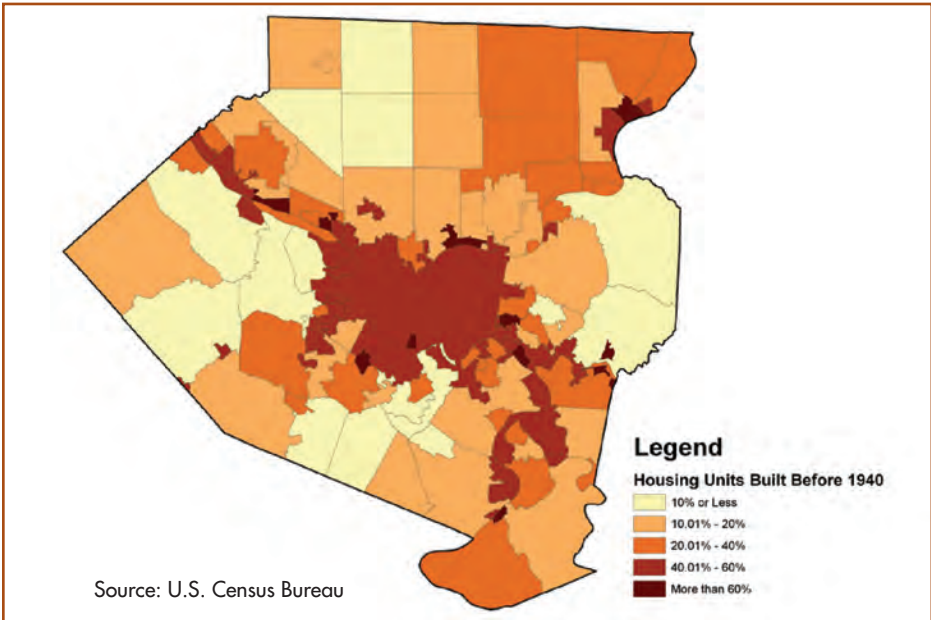 Legend
Housing Units Built Before 1940
10% or Less
10.01% - 20%
20.01% - 40%
40.01% - 60%
More than 60%
Source: U.S. Census Bureau